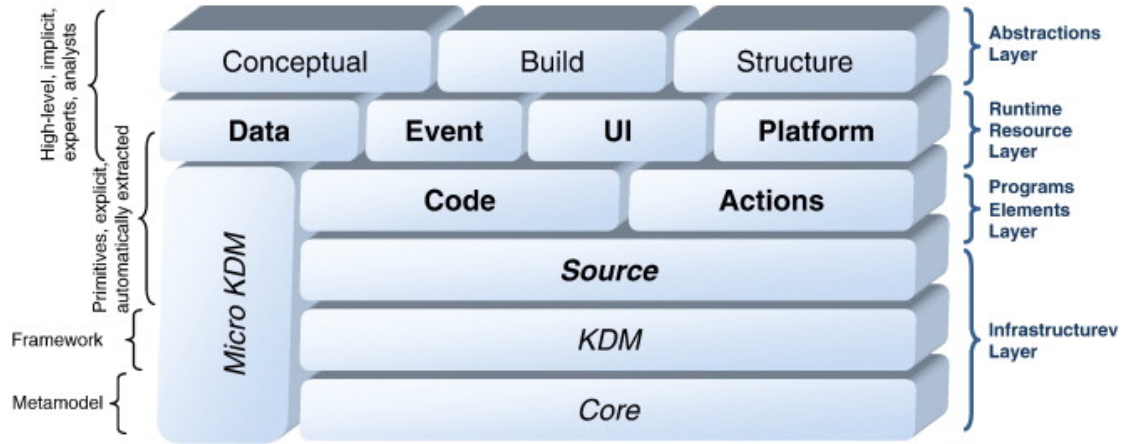 High-level, implicit,
experts, analysts
Primitives, explicit,
automatically extracted
Framework
Metamodel
Conceptual
Build
Structure
Data
Event
UI
Platform
Micro KDM
Code
Actions
Source
KDM
Core
Abstractions
Layer
Runtime
Resource
Layer
Programs
Elements
Layer
Infrastructurev
Layer